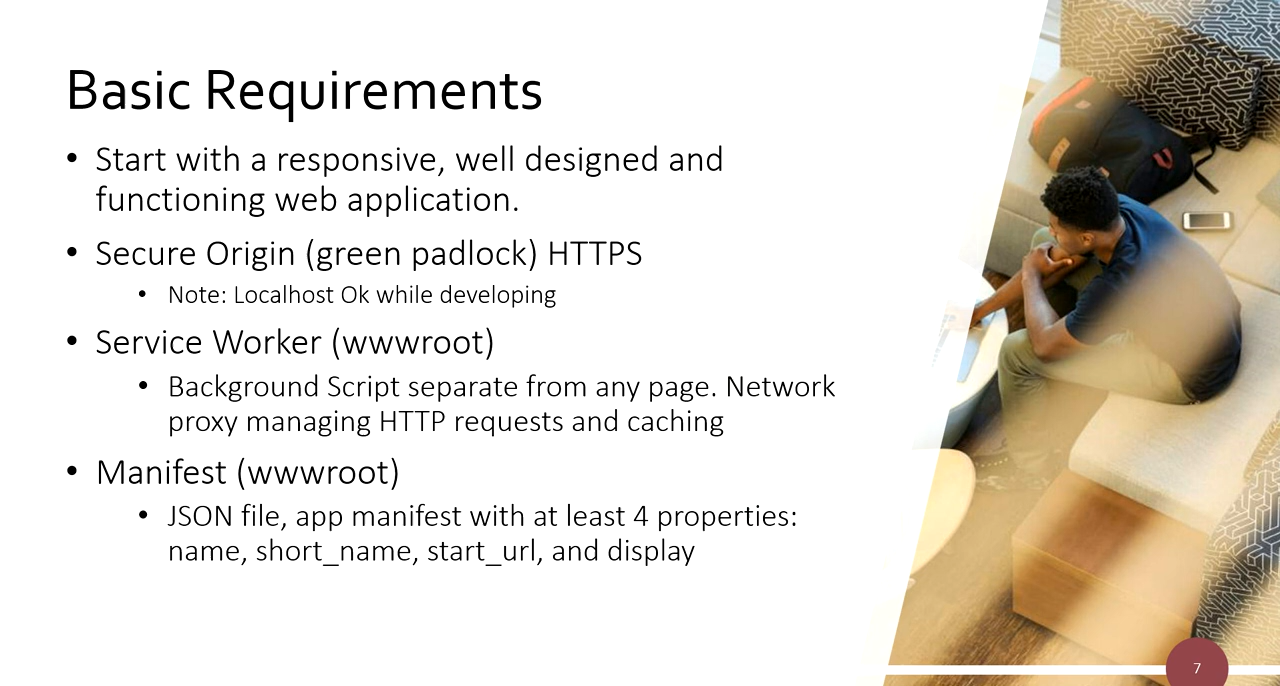 Basic Requirements
• Start with a responsive, well designed and
functioning web application.
• Secure Origin (green padlock) HTTPS
• Note: Localhost Ok while developing
• Service Worker (wwwroot)
• Background Script separate from any page. Network
proxy managing HTTP requests and caching
• Manifest (wwwroot)
• JSON file, app manifest with at least 4 properties:
name, short_name, start_url, and display
7